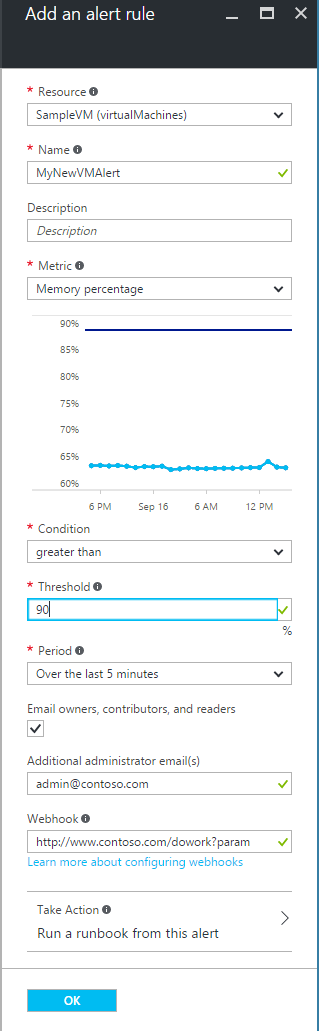 Add an alert rule
* Resource
SampleVM (virtualMachines)
* Name
MyNewVMAlert
Description
Description
* Metric
Memory percentage
90%
85%
80%
75%
70%
65%
60%
6 PM Sep 16 6 AM 12 PM
* Condition
greater than
* Threshold
90
%
* Period
Over the last 5 minutes
Email owners, contributors, and readers
Additional administrator email(s)
admin@contoso.com
Webhook
http://www.contoso.com/dowork?param
Learn more about configuring webhooks
Take Action
Run a runbook from this alert
OK